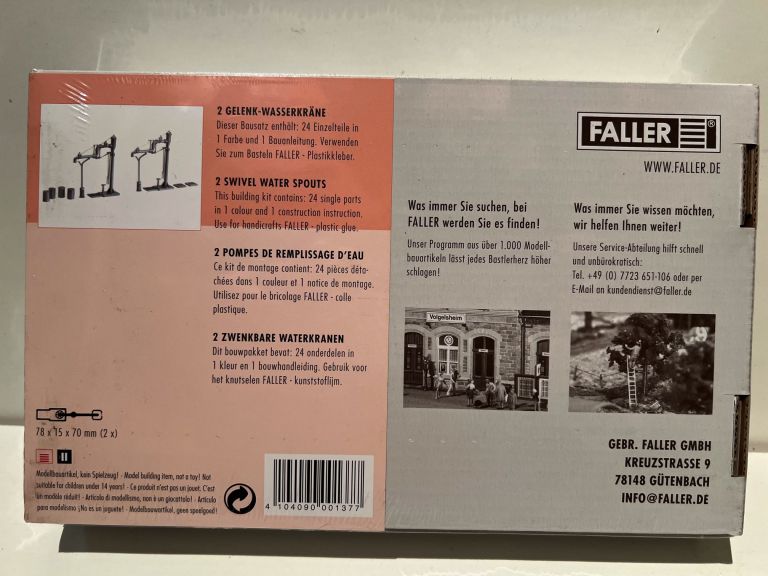 2 GELENK-WASSERKRÄNE
Dieser Bausatz enthält: 24 Einzelteile in
1 Farbe und 1 Bauanleitung. Verwenden
Sie zum Basteln FALLER - Plastikkleber.
2 SWIVEL WATER SPOUTS
This building kit contains: 24 single parts
in 1 colour and 1 construction instruction.
Use for handicrafts FALLER - plastic glue.
2 POMPES DE REMPLISSAGE D'EAU
Ce kit de montage contient: 24 pièces déta-
chées dans 1 couleur et 1 notice de montage.
Utilisez pour le bricolage FALLER - colle
plastique.
2 ZWENKBARE WATERKRANEN
Dit bouwpakket bevat: 24 onderdelen in
1 kleur en 1 bouwhandleiding. Gebruik voor
het knutselen FALLER - kunststoflijm.
78 x 15 x 70 mm (2 x)
II
Modellbauartikel, kein Spielzeug! · Model building item, not a toy! Not
suitable for children under 14 years! · Ce produit n'est pas un jouet. C'est
un modèle réduit! · Articolo di modellismo, non è un giocattolo! · Artículo
para modelismo ¡No es un juguete! · Modelbouwartikel, geen speelgoed!
4 104090 001377
FALLER®
WWW.FALLER.DE
Was immer Sie suchen, bei
FALLER werden Sie es finden!
Unser Programm aus über 1.000 Modell-
bauartikeln lässt jedes Bastlerherz höher
schlagen!
Was immer Sie wissen möchten,
wir helfen Ihnen weiter!
Unsere Service-Abteilung hilft schnell
und unbürokratisch:
Tel. +49 (0) 7723 651-106 oder per
E-Mail an kundendienst@faller.de
Volgelsheim
GEBR. FALLER GMBH
KREUZSTRASSE 9
78148 GÜTENBACH
INFO@FALLER.DE